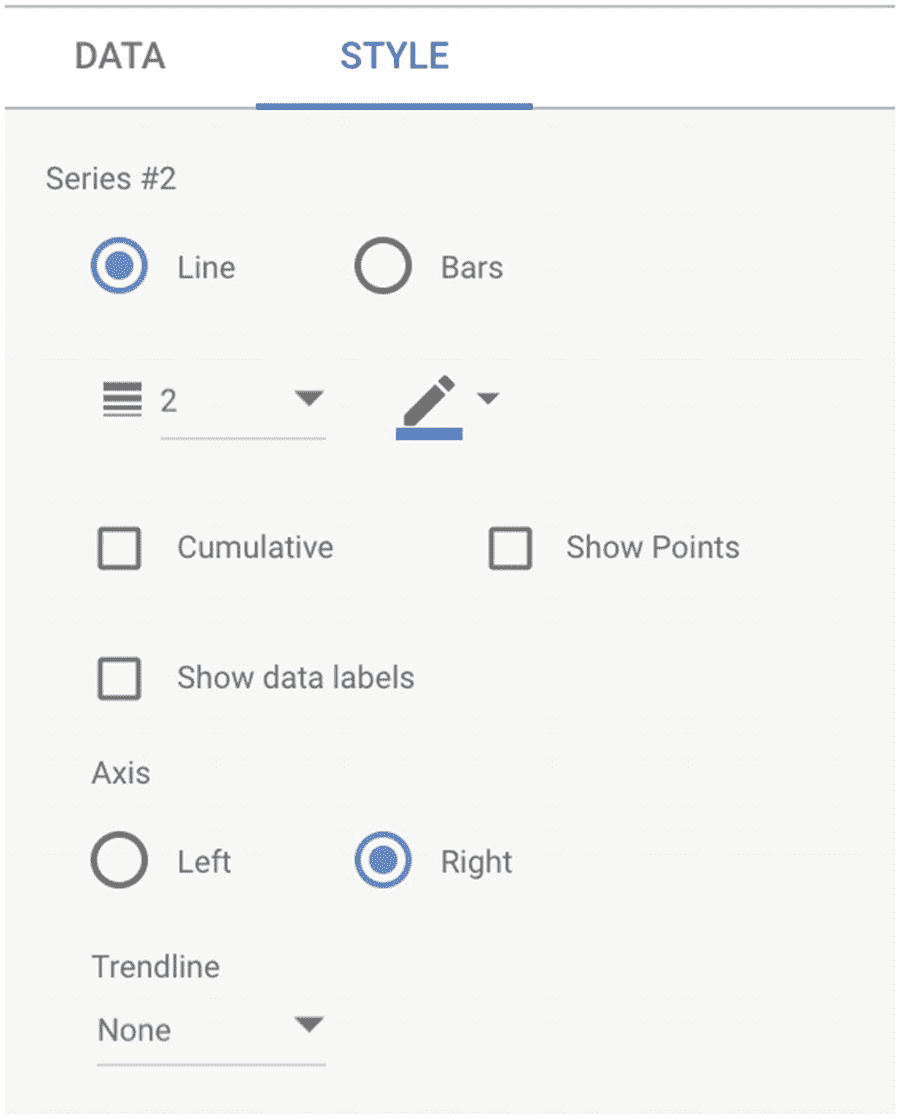 DATA STYLE
Series #2
Line Bars
2
Cumulative Show Points
Show data labels
Axis
Left Right
Trendline
None